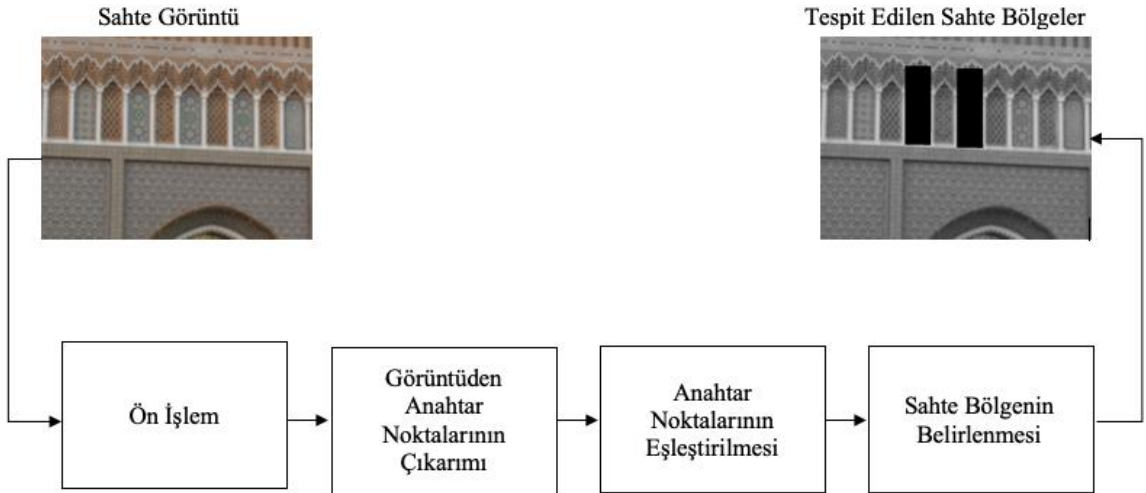 Sahte Görüntü
Tespit Edilen Sahte Bölgeler
Ön İşlem
Görüntüden
Anahtar
Noktalarının
Çıkarımı
Anahtar
Noktalarının
Eşleştirilmesi
Sahte Bölgenin
Belirlenmesi